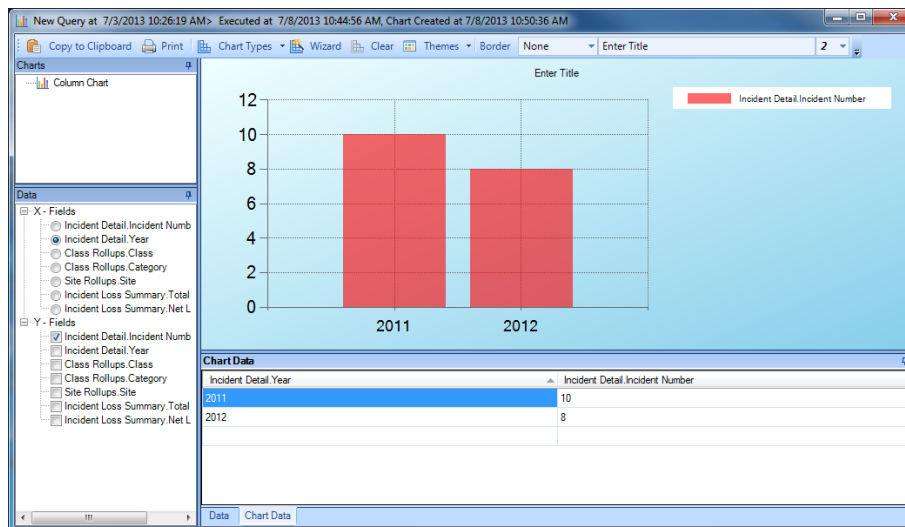 New Query at 7/3/2013 10:26:19 AM> Executed at 7/8/2013 10:44:56 AM, Chart Created at 7/8/2013 10:50:36 AM
Copy to Clipboard Print Chart Types Wizard Clear Themes Border None Enter Title 2
Charts
Column Chart
Data
X - Fields
Incident Detail.Incident Numb
Incident Detail.Year
Class Rollups.Class
Class Rollups.Category
Site Rollups.Site
Incident Loss Summary.Total
Incident Loss Summary.Net L
Y - Fields
Incident Detail.Incident Numb
Incident Detail.Year
Class Rollups.Class
Class Rollups.Category
Site Rollups.Site
Incident Loss Summary.Total
Incident Loss Summary.Net L
Enter Title
Incident Detail.Incident Number
12
10
8
6
4
2
0
2011 2012
Chart Data
Incident Detail.Year Incident Detail.Incident Number
2011 10
2012 8
Data Chart Data